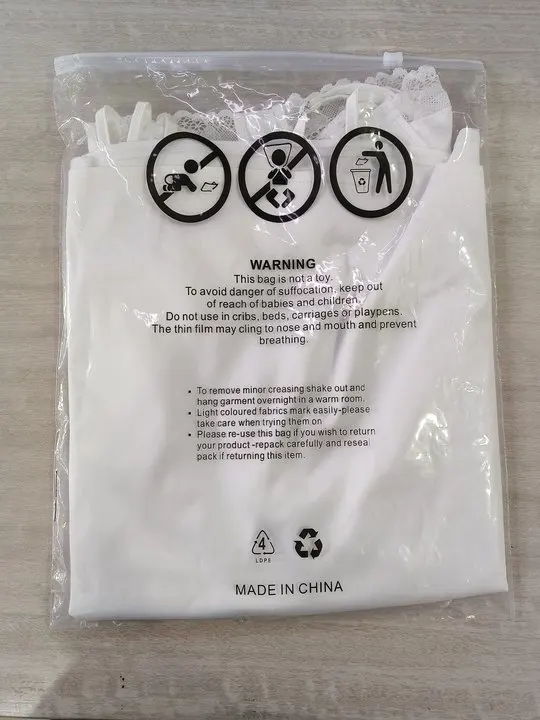 WARNING
This bag is not a toy.
To avoid danger of suffocation, keep out
of reach of babies and children.
Do not use in cribs, beds, carriages or playpens.
The thin film may cling to nose and mouth and prevent
breathing.
• To remove minor creasing shake out and
hang garment overnight in a warm room.
• Light coloured fabrics mark easily-please
take care when trying them on
• Please re-use this bag if you wish to return
your product -repack carefully and reseal
pack if returning this item.
4
LDPE
MADE IN CHINA